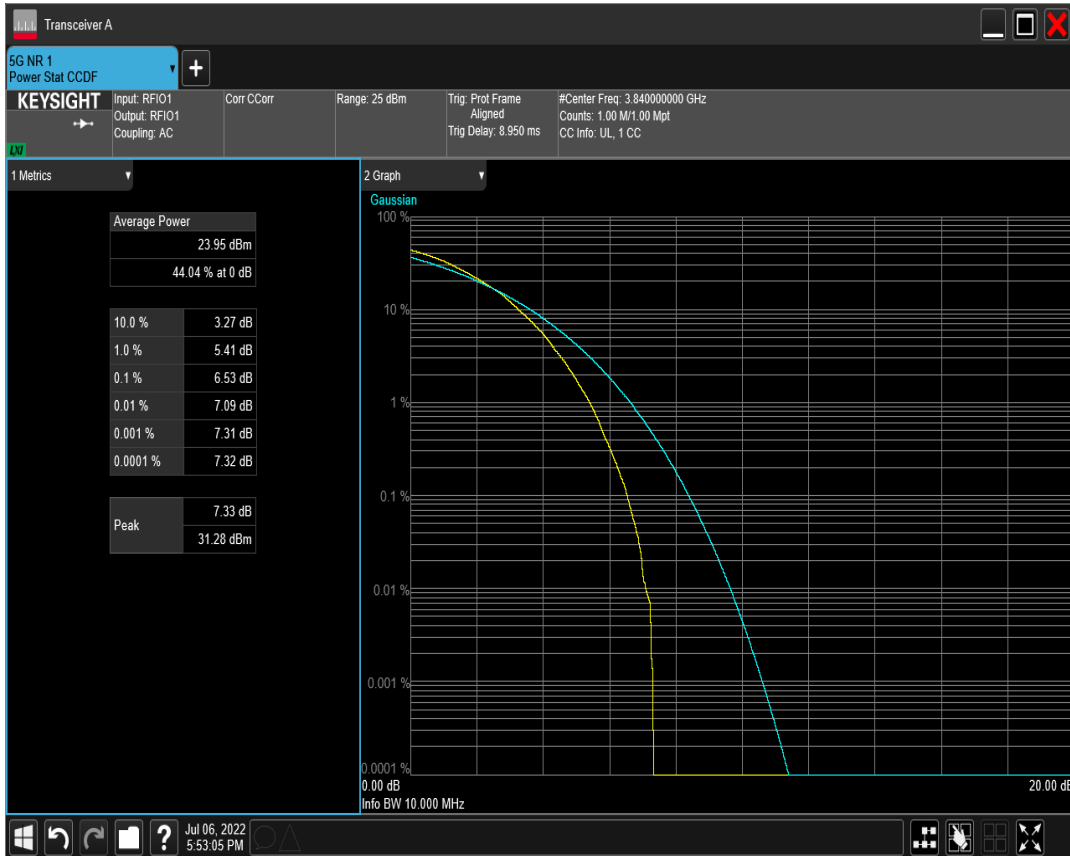 Transceiver A
5G NR 1
Power Stat CCDF
KEYSIGHT
LXI
Input: RFIO1
Output: RFIO1
Coupling: AC
Corr CCorr
Range: 25 dBm
Trig: Prot Frame
Aligned
Trig Delay: 8.950 ms
#Center Freq: 3.840000000 GHz
Counts: 1.00 M/1.00 Mpt
CC Info: UL, 1 CC
1 Metrics
Average Power
23.95 dBm
44.04 % at 0 dB
10.0 % 3.27 dB
1.0 % 5.41 dB
0.1 % 6.53 dB
0.01 % 7.09 dB
0.001 % 7.31 dB
0.0001 % 7.32 dB
Peak 7.33 dB
31.28 dBm
2 Graph
Gaussian
100 %
10 %
1 %
0.1 %
0.01 %
0.001 %
0.0001 %
0.00 dB 20.00 dB
Info BW 10.000 MHz
?
Jul 06, 2022
5:53:05 PM